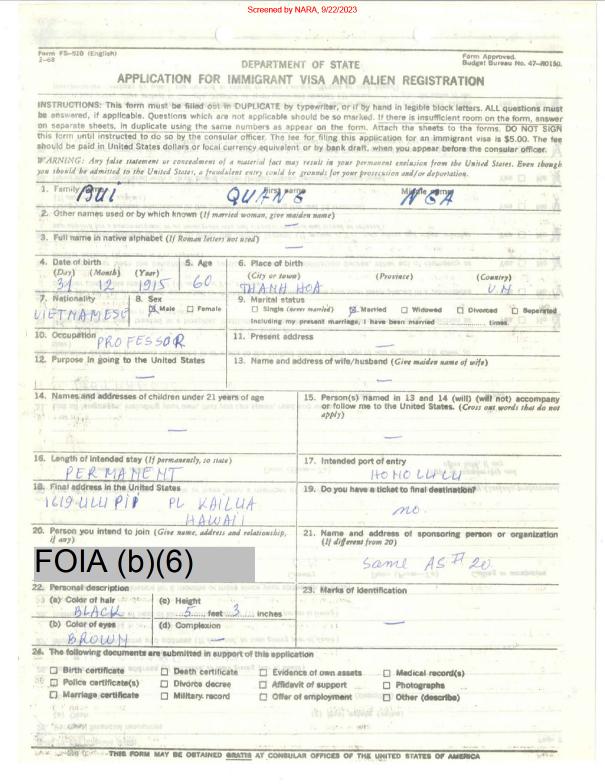 Screened by NARA, 9/22/2023
Form FS-510 (English)
2-68
Form Approved.
Budget Bureau No. 47-R0150.
DEPARTMENT OF STATE
APPLICATION FOR IMMIGRANT VISA AND ALIEN REGISTRATION
INSTRUCTIONS: This form must be filled out in DUPLICATE by typewriter, or if by hand in legible block letters. ALL questions must
be answered, if applicable. Questions which are not applicable should be so marked. If there is insufficient room on the form, answer
on separate sheets, in duplicate using the same numbers as appear on the form. Attach the sheets to the forms. DO NOT SIGN
this form until instructed to do so by the consular officer. The fee for filing this application for an immigrant visa is $5.00. The fee
should be paid in United States dollars or local currency equivalent or by bank draft, when you appear before the consular officer.
WARNING: Any false statement or concealment of a material fact may result in your permanent exclusion from the United States. Even though
you should be admitted to the United States, a fraudulent entry could be grounds for your prosecution and/or deportation.
1. Family name First name Middle name
BUI QUANG NGA
2. Other names used or by which known (If married woman, give maiden name)
—
3. Full name in native alphabet (If Roman letters not used)
—
4. Date of birth 5. Age 6. Place of birth
(Day) (Month) (Year) (City or town) (Province) (Country)
31 12 1915 60 THANH HOA VN
7. Nationality 8. Sex 9. Marital status
VIETNAMESE ☒ Male ☐ Female ☐ Single (never married) ☒ Married ☐ Widowed ☐ Divorced ☐ Separated
Including my present marriage, I have been married ........ times.
10. Occupation PROFESSOR 11. Present address
—
12. Purpose in going to the United States 13. Name and address of wife/husband (Give maiden name of wife)
— —
14. Names and addresses of children under 21 years of age
—
15. Person(s) named in 13 and 14 (will) (will not) accompany
or follow me to the United States. (Cross out words that do not
apply)
—
16. Length of intended stay (If permanently, so state) 17. Intended port of entry
PERMANENT HONOLULU
18. Final address in the United States 19. Do you have a ticket to final destination?
1619 ULU PII PL KAILUA
HAWAII
no
20. Person you intend to join (Give name, address and relationship,
if any)
FOIA (b)(6)
21. Name and address of sponsoring person or organization
(If different from 20)
Same AS # 20
22. Personal description 23. Marks of identification
(a) Color of hair (c) Height
BLACK 5 feet 3 inches —
(b) Color of eyes (d) Complexion
BROWN —
24. The following documents are submitted in support of this application
☐ Birth certificate ☐ Death certificate ☐ Evidence of own assets ☐ Medical record(s)
☐ Police certificate(s) ☐ Divorce decree ☐ Affidavit of support ☐ Photographs
☐ Marriage certificate ☐ Military record ☐ Offer of employment ☐ Other (describe)
THIS FORM MAY BE OBTAINED GRATIS AT CONSULAR OFFICES OF THE UNITED STATES OF AMERICA